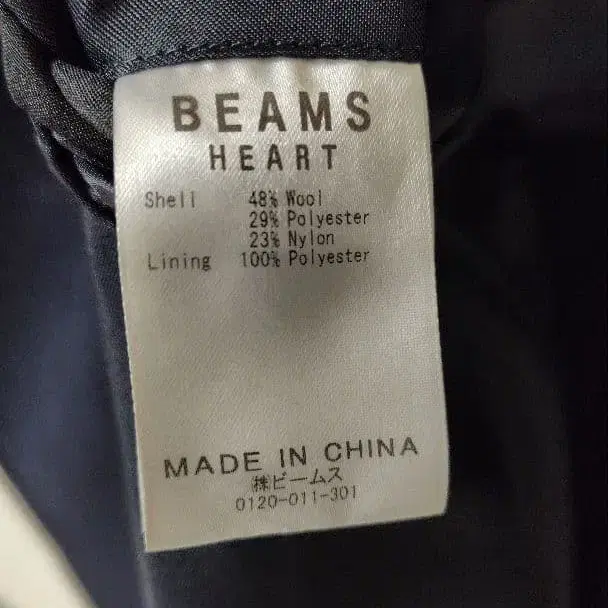 BEAMS
HEART
Shell 48% Wool
29% Polyester
23% Nylon
Lining 100% Polyester
MADE IN CHINA
㈱ビームス
0120-011-301